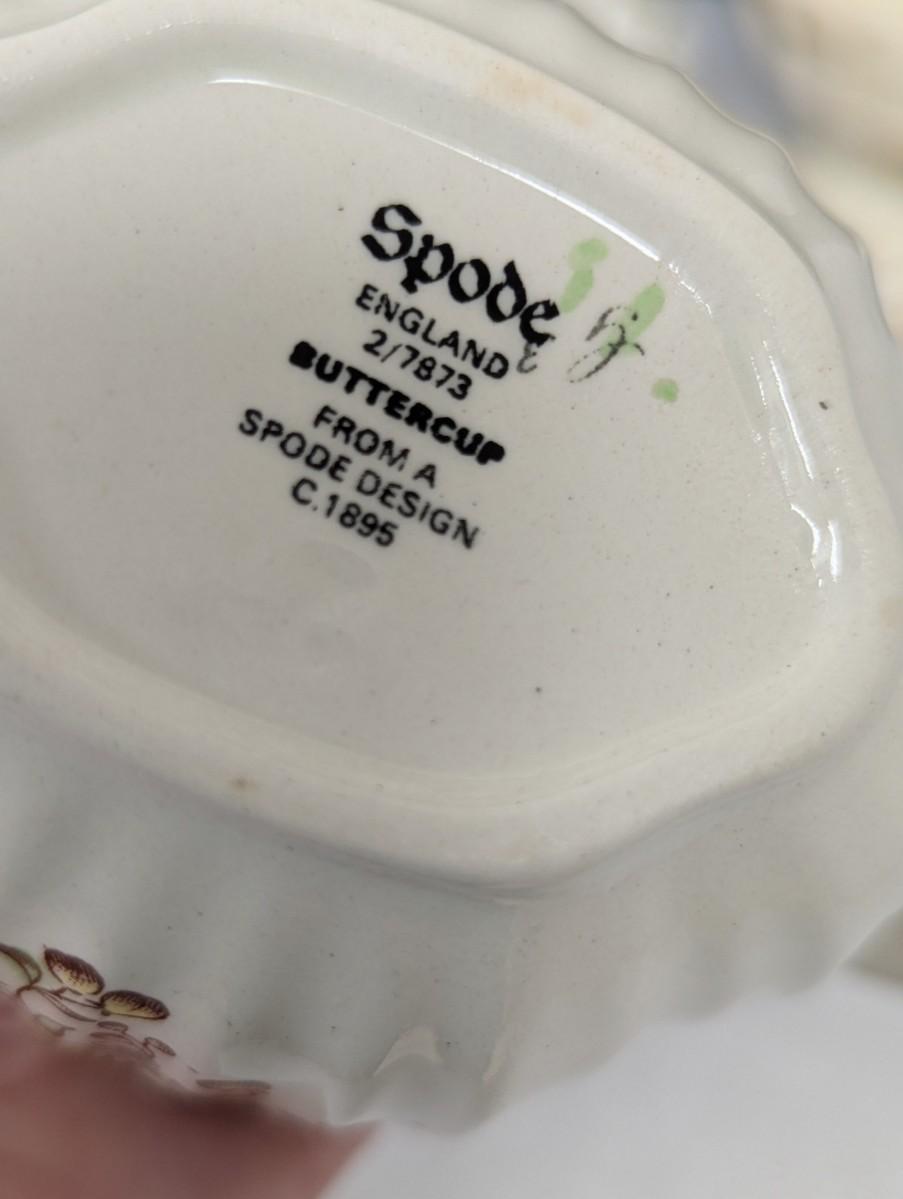 Spode
ENGLAND
2/7873
BUTTERCUP
FROM A
SPODE DESIGN
C.1895